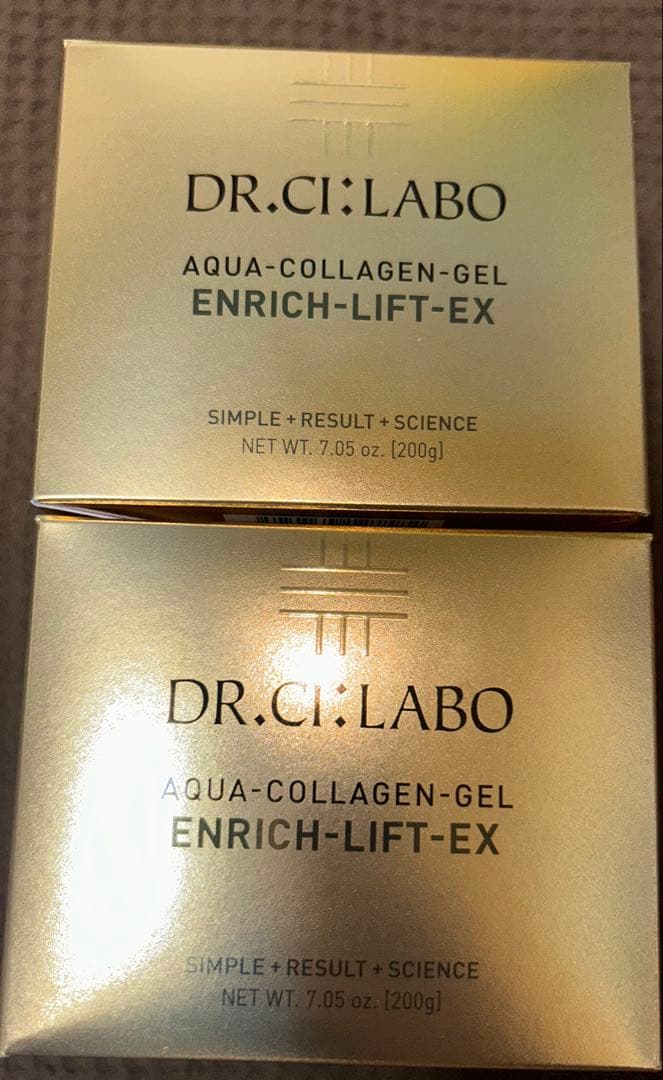 DR.CI:LABO
AQUA-COLLAGEN-GEL
ENRICH-LIFT-EX
SIMPLE + RESULT + SCIENCE
NET WT. 7.05 oz. [200g]
DR.CI:LABO
AQUA-COLLAGEN-GEL
ENRICH-LIFT-EX
SIMPLE + RESULT + SCIENCE
NET WT. 7.05 oz. [200g]